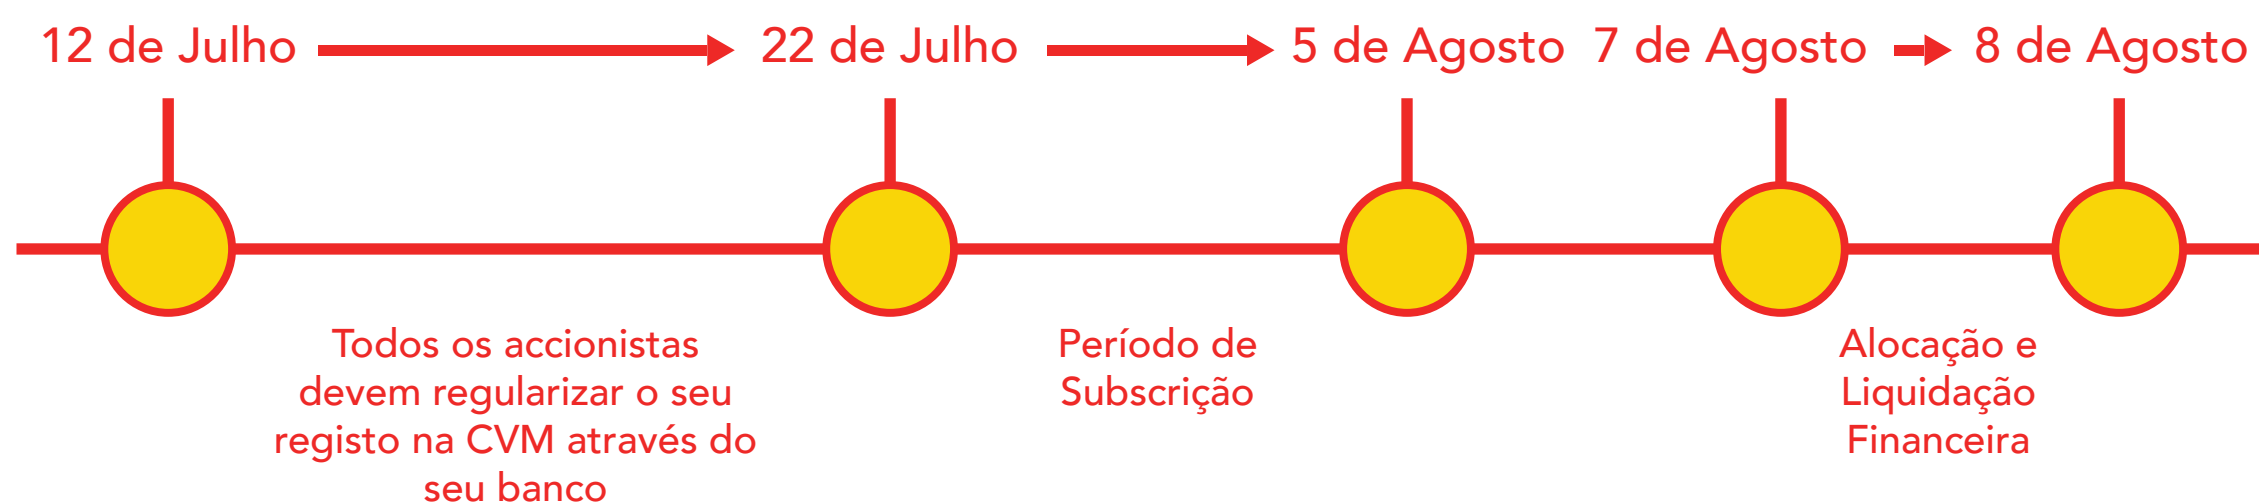 12 de Julho
22 de Julho
5 de Agosto
7 de Agosto
8 de Agosto
Todos os accionistas
devem regularizar o seu
registo na CVM através do
seu banco
Período de
Subscrição
Alocação e
Liquidação
Financeira